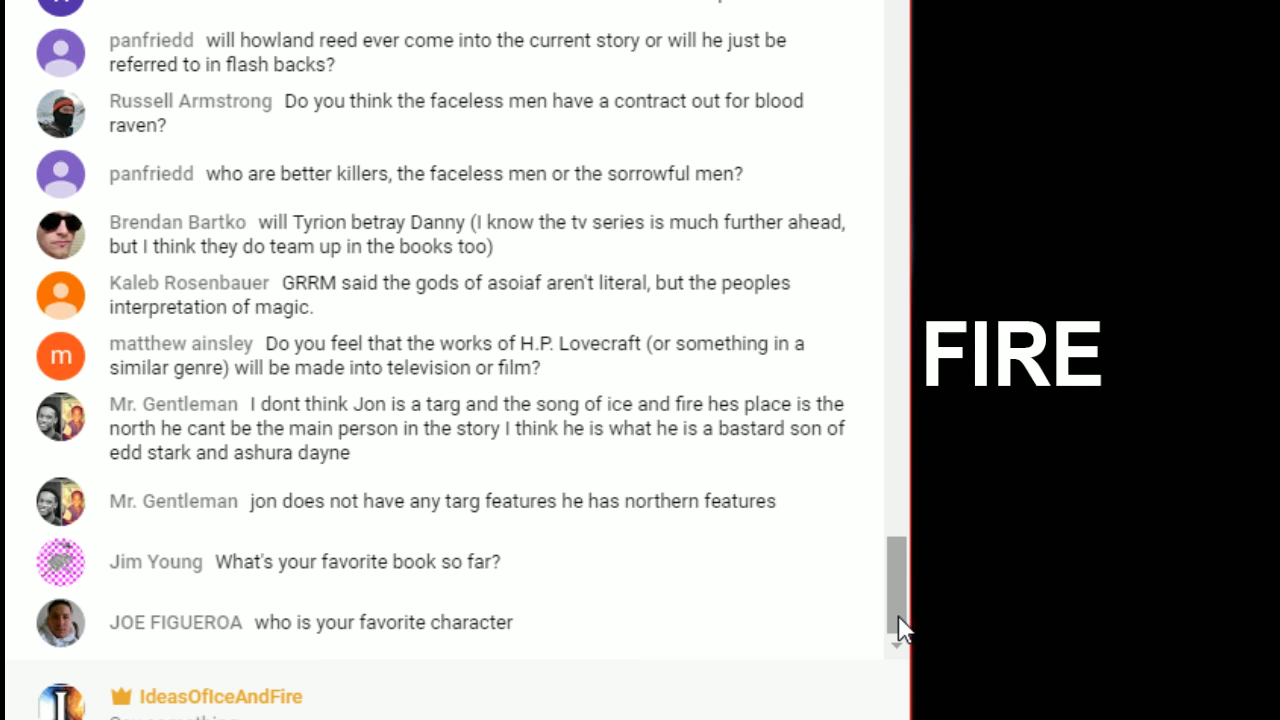 panfriedd will howland reed ever come into the current story or will he just be
referred to in flash backs?
Russell Armstrong Do you think the faceless men have a contract out for blood
raven?
panfriedd who are better killers, the faceless men or the sorrowful men?
Brendan Bartko will Tyrion betray Danny (I know the tv series is much further ahead,
but I think they do team up in the books too)
Kaleb Rosenbauer GRRM said the gods of asoiaf aren't literal, but the peoples
interpretation of magic.
m
matthew ainsley Do you feel that the works of H.P. Lovecraft (or something in a
similar genre) will be made into television or film?
Mr. Gentleman I dont think Jon is a targ and the song of ice and fire hes place is the
north he cant be the main person in the story I think he is what he is a bastard son of
edd stark and ashura dayne
Mr. Gentleman jon does not have any targ features he has northern features
Jim Young What's your favorite book so far?
JOE FIGUEROA who is your favorite character
I
IdeasOfIceAndFire
FIRE